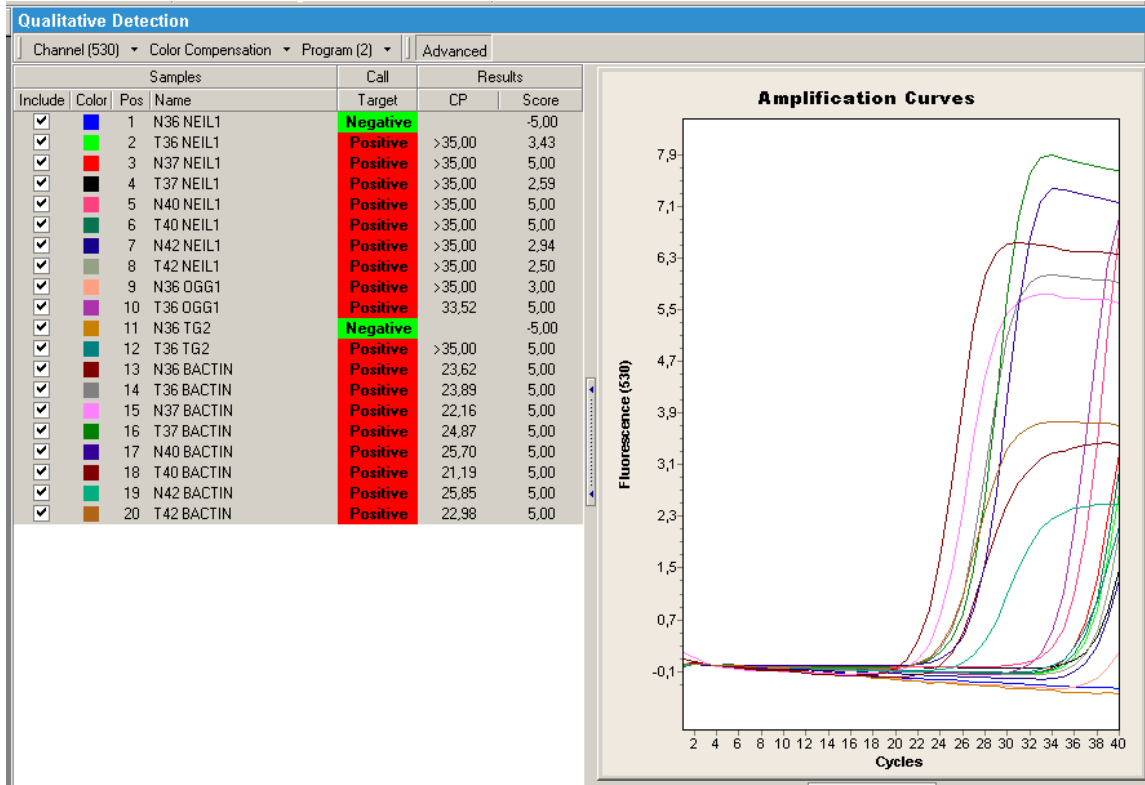 Qualitative Detection
Channel (530) Color Compensation Program (2) Advanced
Samples Call Results
Include Color Pos Name Target CP Score
1 N36 NEIL1 Negative -5,00
2 T36 NEIL1 Positive >35,00 3,43
3 N37 NEIL1 Positive >35,00 5,00
4 T37 NEIL1 Positive >35,00 2,59
5 N40 NEIL1 Positive >35,00 5,00
6 T40 NEIL1 Positive >35,00 5,00
7 N42 NEIL1 Positive >35,00 2,94
8 T42 NEIL1 Positive >35,00 2,50
9 N36 OGG1 Positive >35,00 3,00
10 T36 OGG1 Positive 33,52 5,00
11 N36 TG2 Negative -5,00
12 T36 TG2 Positive >35,00 5,00
13 N36 BACTIN Positive 23,62 5,00
14 T36 BACTIN Positive 23,89 5,00
15 N37 BACTIN Positive 22,16 5,00
16 T37 BACTIN Positive 24,87 5,00
17 N40 BACTIN Positive 25,70 5,00
18 T40 BACTIN Positive 21,19 5,00
19 N42 BACTIN Positive 25,85 5,00
20 T42 BACTIN Positive 22,98 5,00
Amplification Curves
Fluorescence (530)
7,9
7,1
6,3
5,5
4,7
3,9
3,1
2,3
1,5
0,7
-0,1
2 4 6 8 10 12 14 16 18 20 22 24 26 28 30 32 34 36 38 40
Cycles